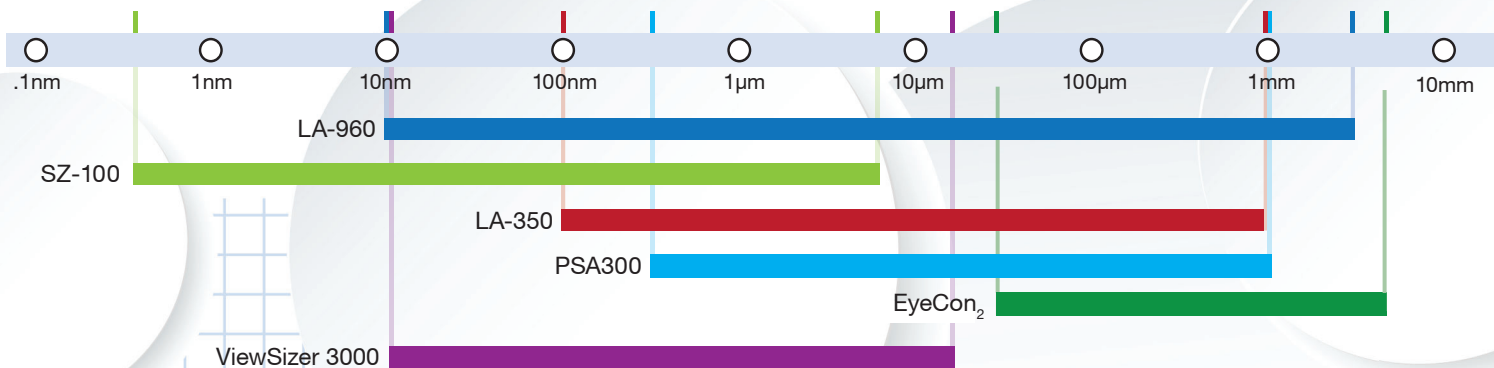 .1nm 1nm 10nm 100nm 1µm 10µm 100µm 1mm 10mm
LA-960
SZ-100
LA-350
PSA300
EyeCon₂
ViewSizer 3000